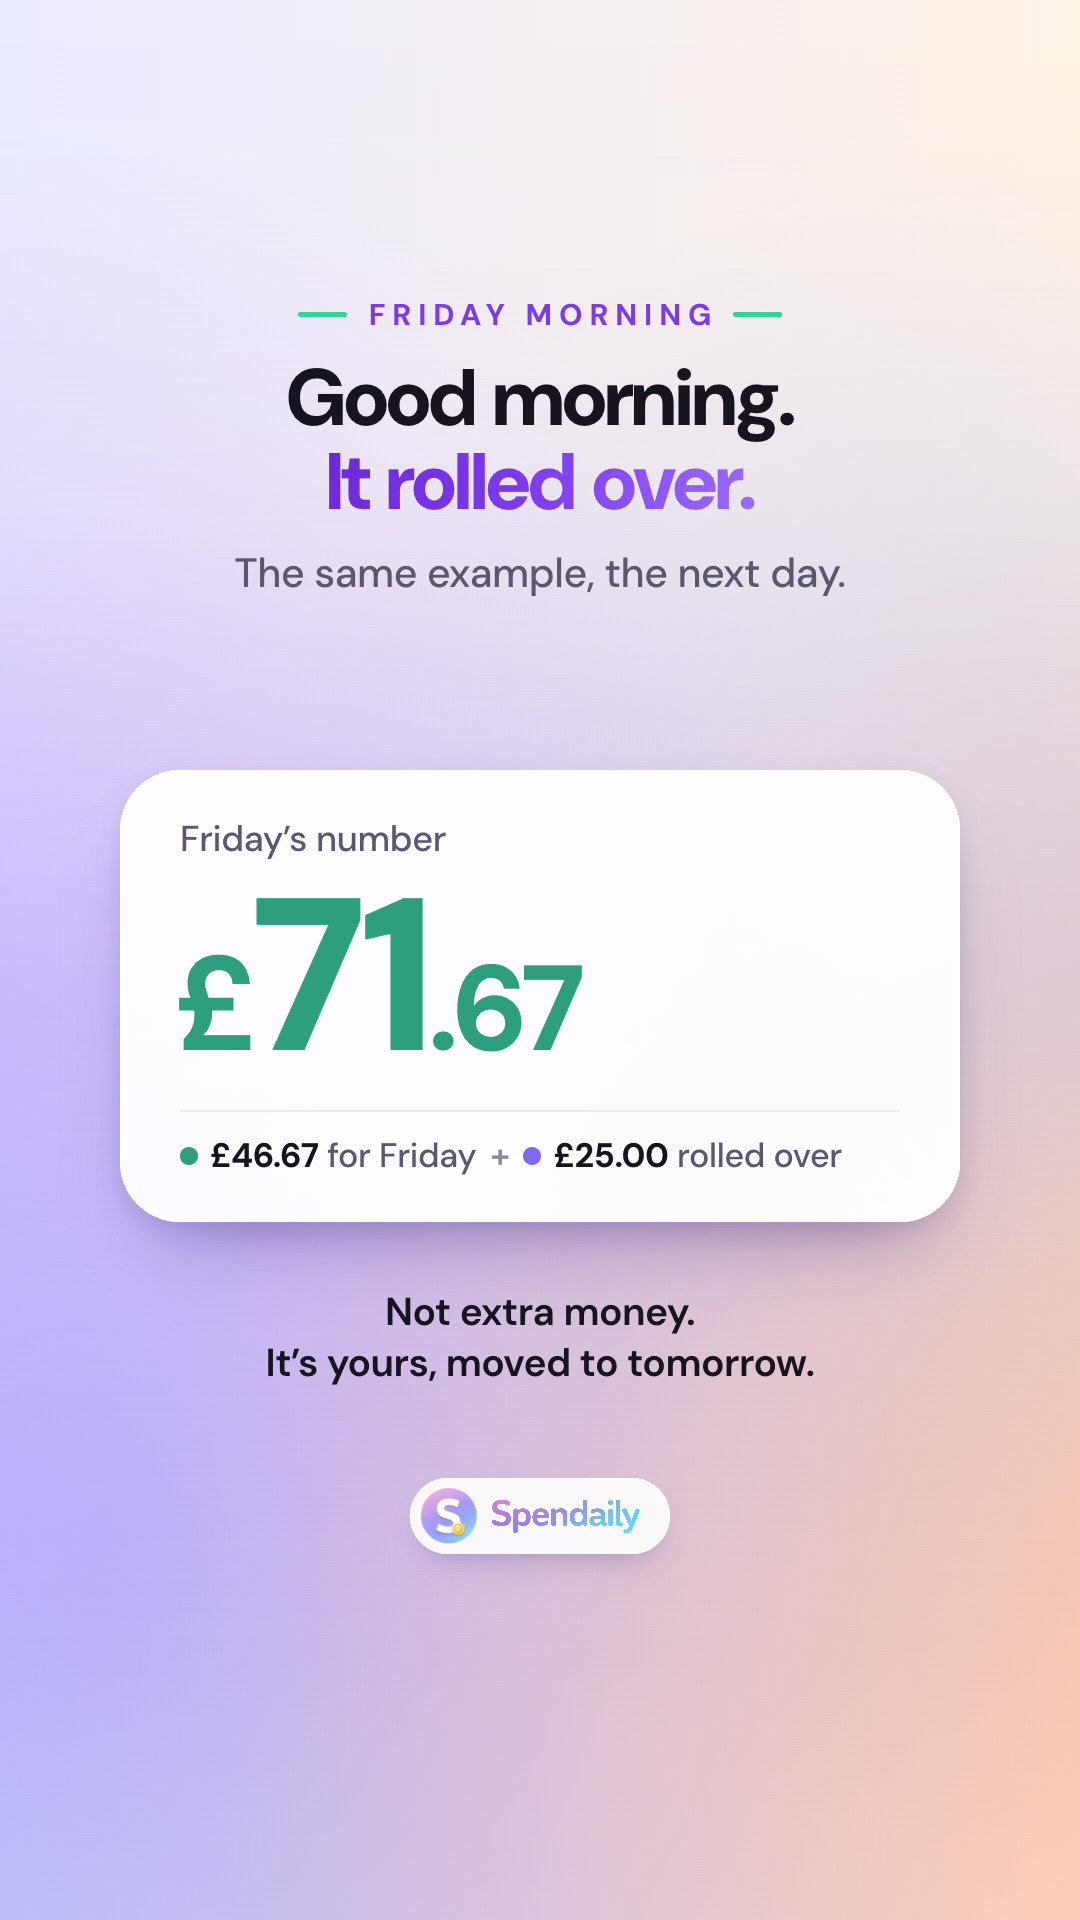 FRIDAY MORNING
Good morning.
It rolled over.
The same example, the next day.
Friday’s number
£71.67
£46.67 for Friday + £25.00 rolled over
Not extra money.
It’s yours, moved to tomorrow.
S Spendaily